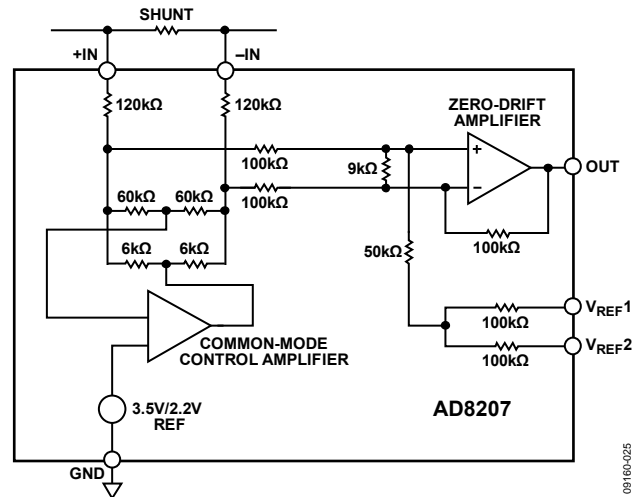 SHUNT
+IN
–IN
120kΩ
120kΩ
ZERO-DRIFT
AMPLIFIER
100kΩ
9kΩ
+
–
OUT
100kΩ
60kΩ
60kΩ
6kΩ
6kΩ
50kΩ
100kΩ
VREF1
100kΩ
VREF2
100kΩ
COMMON-MODE
CONTROL AMPLIFIER
3.5V/2.2V
REF
AD8207
GND
09160-025